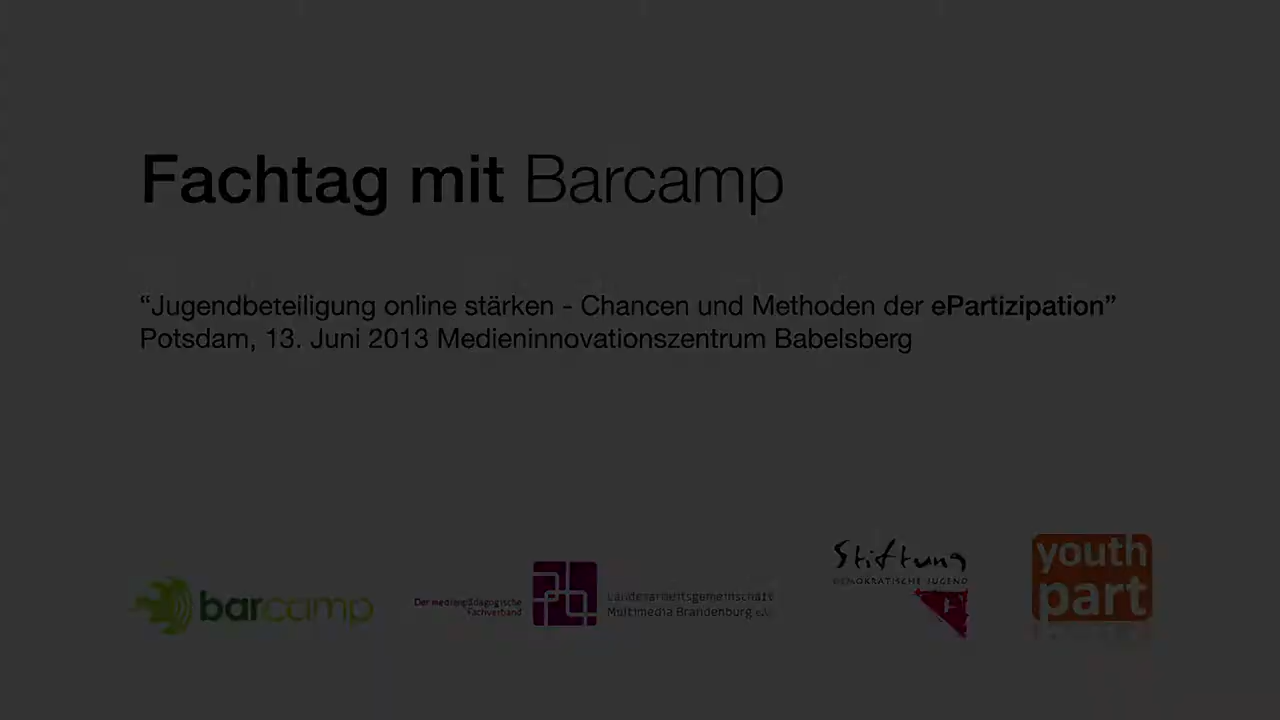 Fachtag mit Barcamp
“Jugendbeteiligung online stärken - Chancen und Methoden der ePartizipation”
Potsdam, 13. Juni 2013 Medieninnovationszentrum Babelsberg
barcamp
Der medienpädagogische
Fachverband
Landesarbeitsgemeinschaft
Multimedia Brandenburg e.V.
Stiftung
DEMOKRATISCHE JUGEND
youth
part